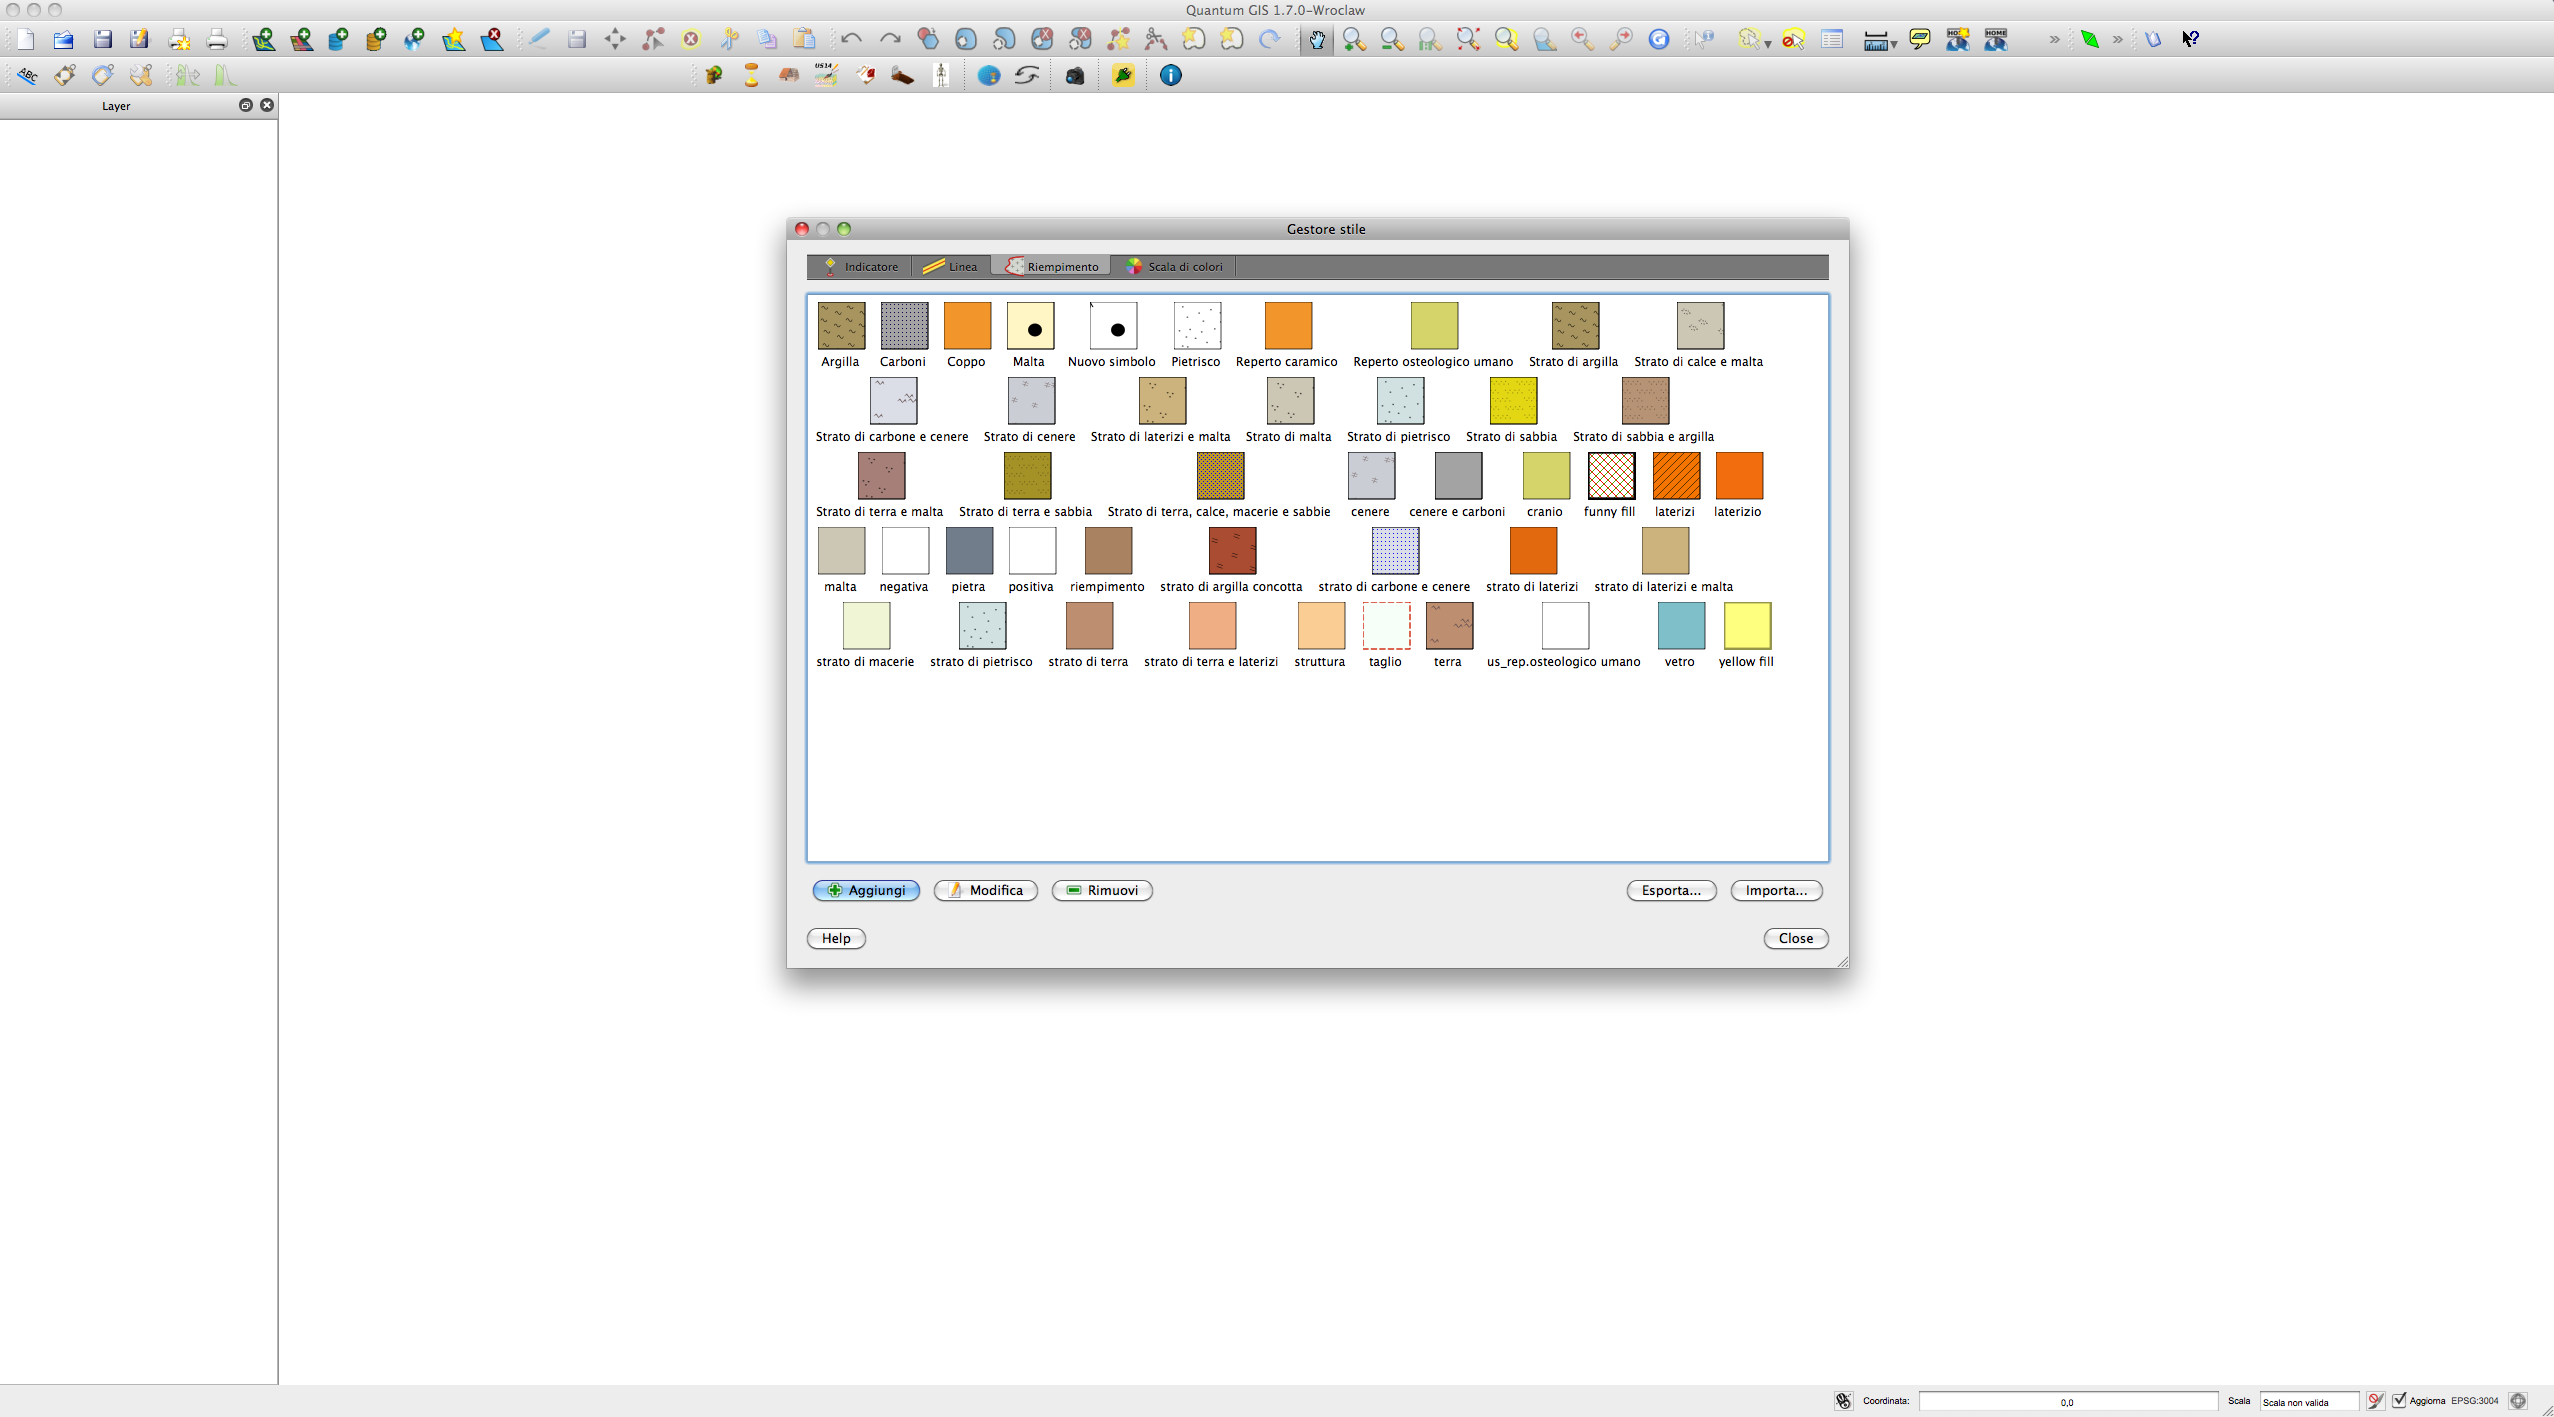 Quantum GIS 1.7.0-Wroclaw
ABC
US14
HOME
Layer
Gestore stile
Indicatore Linea Riempimento Scala di colori
Argilla Carboni Coppo Malta Nuovo simbolo Pietrisco Reperto caramico Reperto osteologico umano Strato di argilla Strato di calce e malta
Strato di carbone e cenere Strato di cenere Strato di laterizi e malta Strato di malta Strato di pietrisco Strato di sabbia Strato di sabbia e argilla
Strato di terra e malta Strato di terra e sabbia Strato di terra, calce, macerie e sabbie cenere cenere e carboni cranio funny fill laterizi laterizio
malta negativa pietra positiva riempimento strato di argilla concotta strato di carbone e cenere strato di laterizi strato di laterizi e malta
strato di macerie strato di pietrisco strato di terra strato di terra e laterizi struttura taglio terra us_rep.osteologico umano vetro yellow fill
Aggiungi Modifica Rimuovi Esporta... Importa...
Help Close
Coordinata: 0,0 Scala Scala non valida Aggiorna EPSG:3004